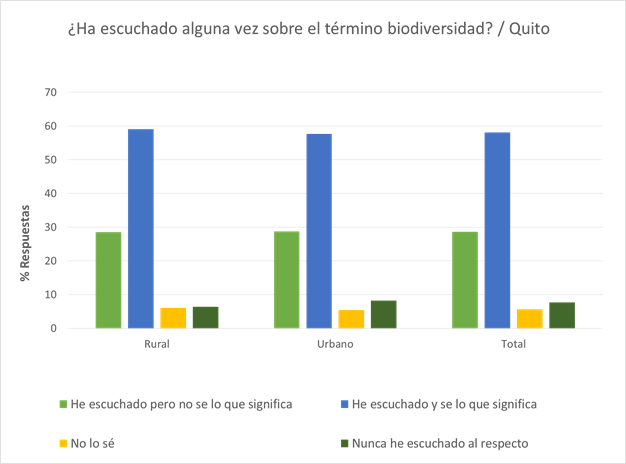 ¿Ha escuchado alguna vez sobre el término biodiversidad? / Quito
% Respuestas
70
60
50
40
30
20
10
0
Rural
Urbano
Total
He escuchado pero no se lo que significa
He escuchado y se lo que significa
No lo sé
Nunca he escuchado al respecto